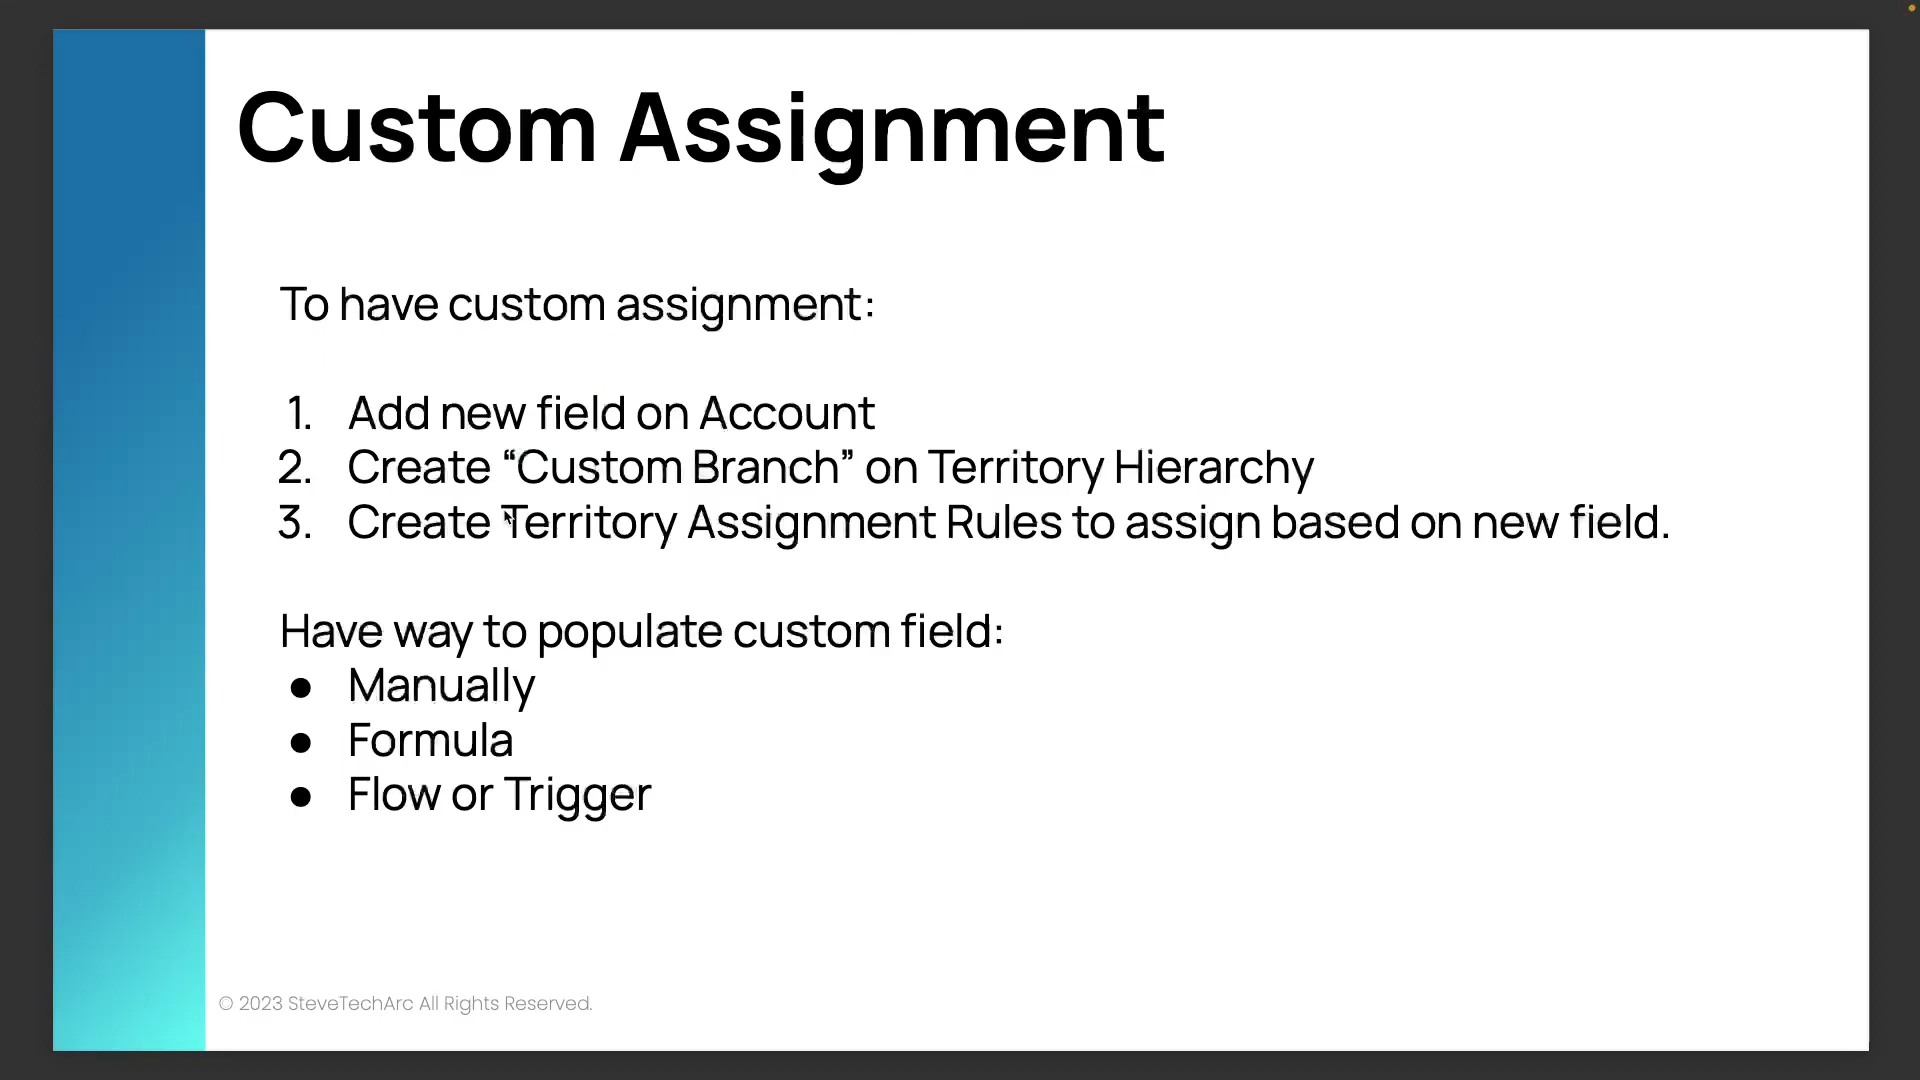 Custom Assignment
To have custom assignment:
1. Add new field on Account
2. Create “Custom Branch” on Territory Hierarchy
3. Create Territory Assignment Rules to assign based on new field.
Have way to populate custom field:
● Manually
● Formula
● Flow or Trigger
© 2023 SteveTechArc All Rights Reserved.